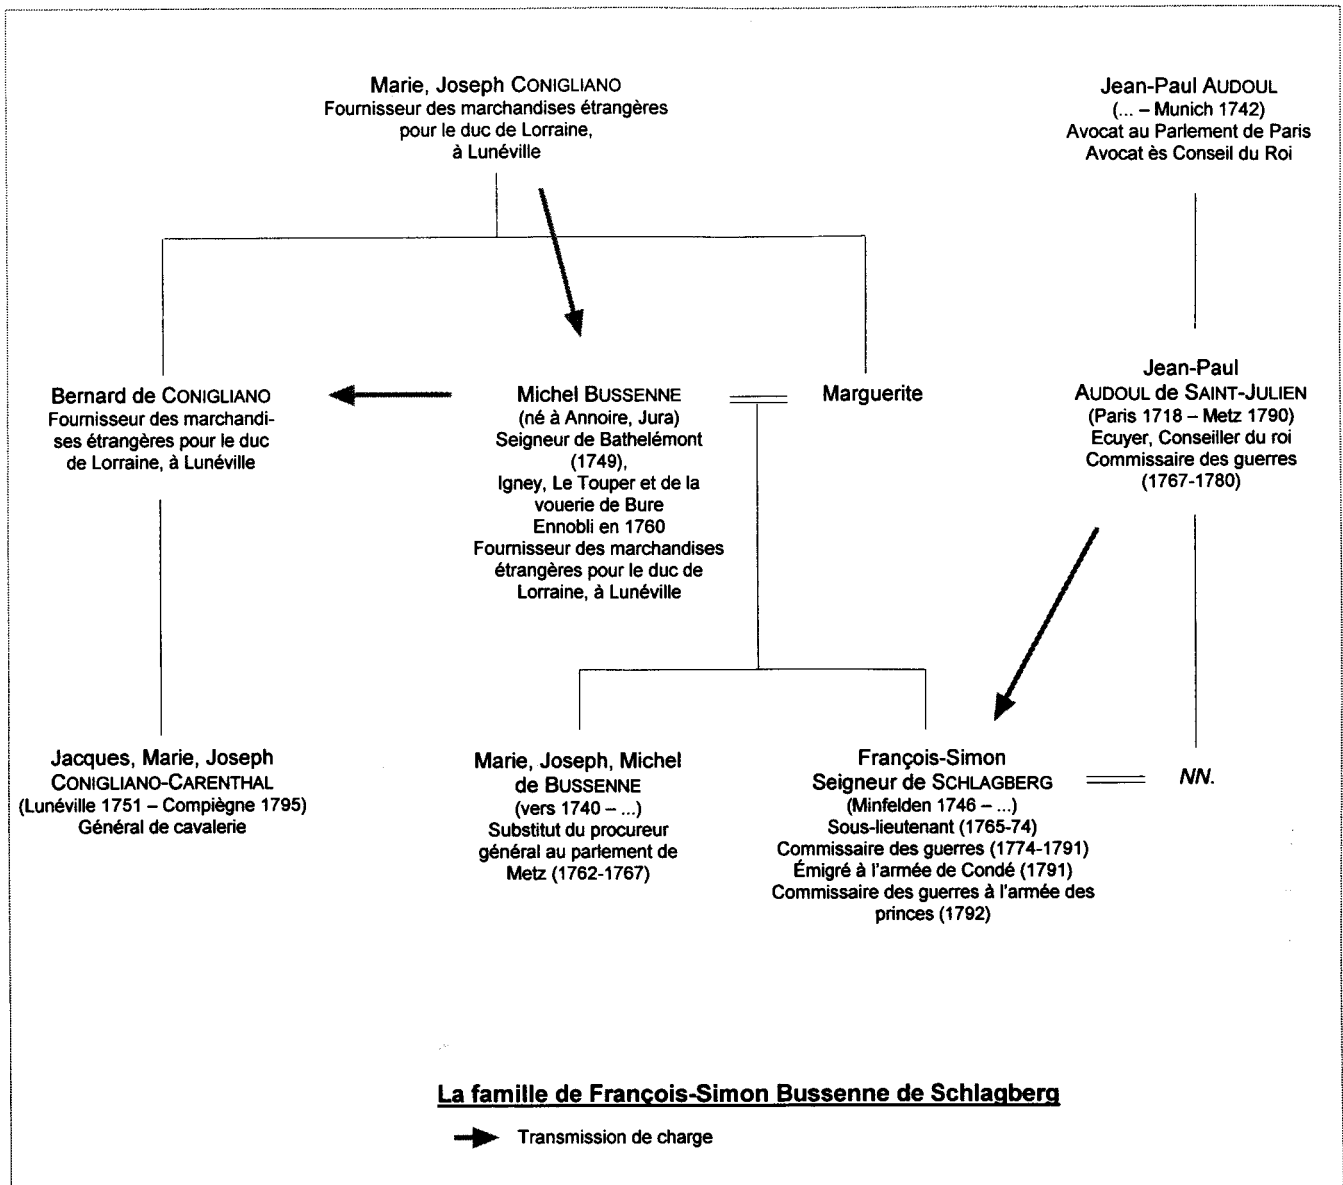 Marie, Joseph CONIGLIANO
Fournisseur des marchandises étrangères
pour le duc de Lorraine,
à Lunéville
Jean-Paul AUDOUL
(... – Munich 1742)
Avocat au Parlement de Paris
Avocat ès Conseil du Roi
Bernard de CONIGLIANO
Fournisseur des marchandi-
ses étrangères pour le duc
de Lorraine, à Lunéville
Michel BUSSENNE
(né à Annoire, Jura)
Seigneur de Bathelémont
(1749),
Igney, Le Touper et de la
vouerie de Bure
Ennobli en 1760
Fournisseur des marchandises
étrangères pour le duc de
Lorraine, à Lunéville
Marguerite
Jean-Paul
AUDOUL de SAINT-JULIEN
(Paris 1718 – Metz 1790)
Ecuyer, Conseiller du roi
Commissaire des guerres
(1767-1780)
Jacques, Marie, Joseph
CONIGLIANO-CARENTHAL
(Lunéville 1751 – Compiègne 1795)
Général de cavalerie
Marie, Joseph, Michel
de BUSSENNE
(vers 1740 – ...)
Substitut du procureur
général au parlement de
Metz (1762-1767)
François-Simon
Seigneur de SCHLAGBERG
(Minfelden 1746 – ...)
Sous-lieutenant (1765-74)
Commissaire des guerres (1774-1791)
Émigré à l'armée de Condé (1791)
Commissaire des guerres à l'armée des
princes (1792)
NN.
La famille de François-Simon Bussenne de Schlagberg
Transmission de charge